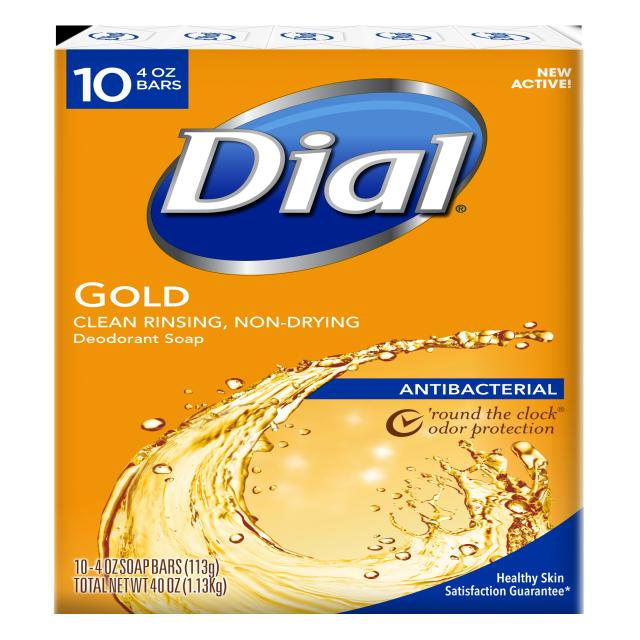 10 4 OZ
BARS
NEW
ACTIVE!
Dial®
GOLD
CLEAN RINSING, NON-DRYING
Deodorant Soap
ANTIBACTERIAL
'round the clock®
odor protection
10-4 OZ SOAP BARS (113g)
TOTAL NET WT 40 OZ (1.13Kg)
Healthy Skin
Satisfaction Guarantee*